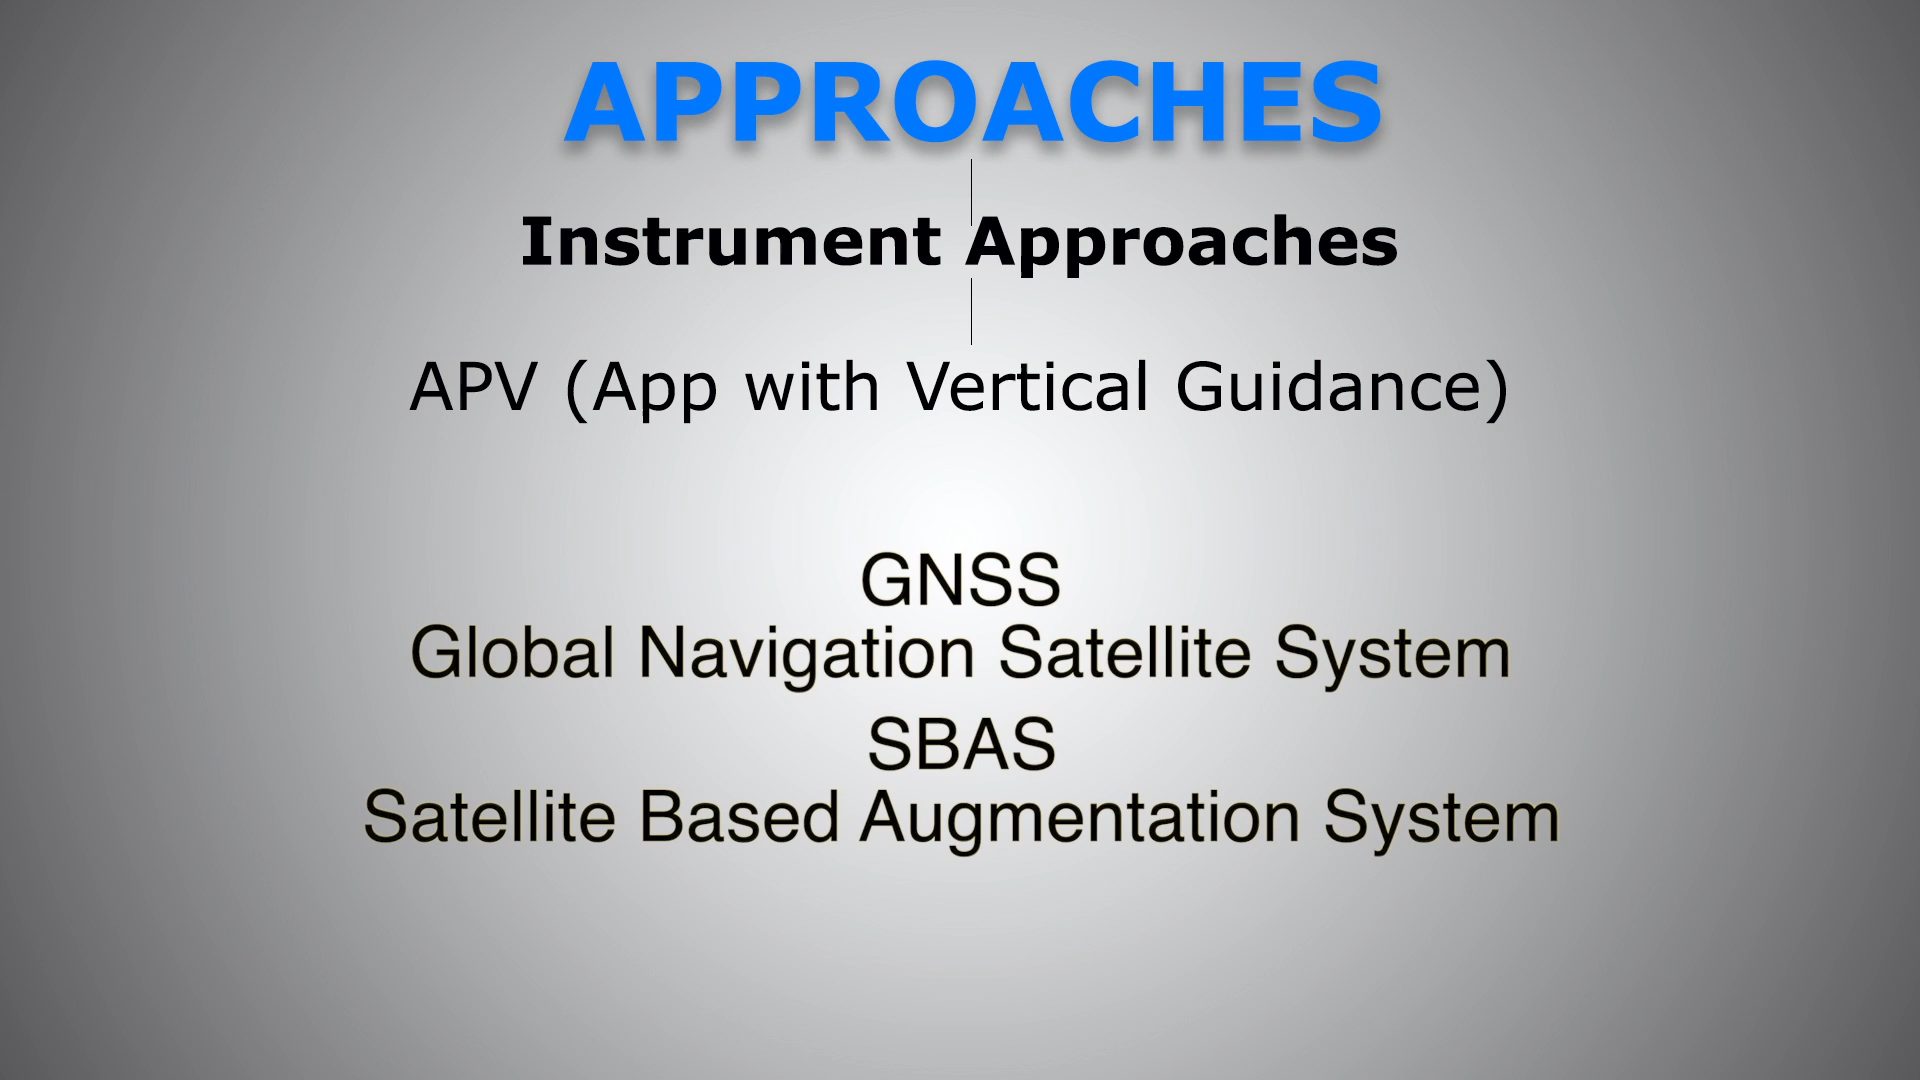 APPROACHES
Instrument Approaches
APV (App with Vertical Guidance)
GNSS
Global Navigation Satellite System
SBAS
Satellite Based Augmentation System